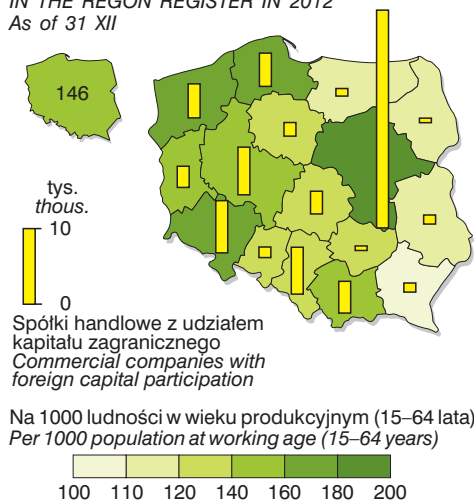 IN THE REGON REGISTER IN 2012
As of 31 XII
146
tys.
thous.
10
0
Spółki handlowe z udziałem
kapitału zagranicznego
Commercial companies with
foreign capital participation
Na 1000 ludności w wieku produkcyjnym (15–64 lata)
Per 1000 population at working age (15–64 years)
100 110 120 140 160 180 200